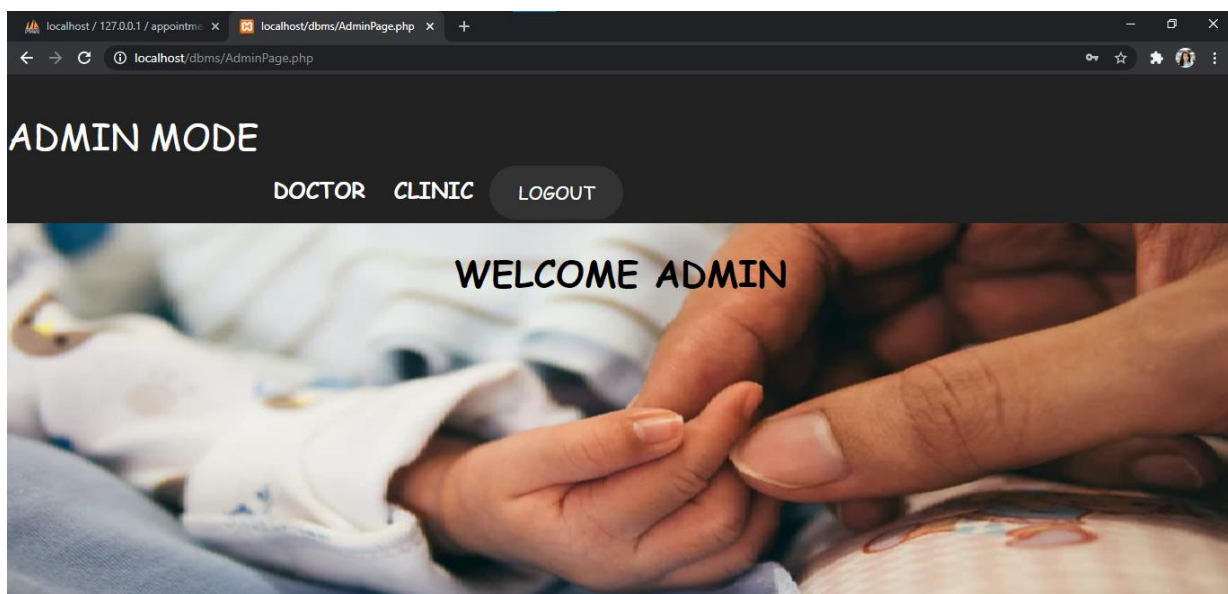 localhost / 127.0.0.1 / appointme
localhost/dbms/AdminPage.php
localhost/dbms/AdminPage.php
ADMIN MODE
DOCTOR CLINIC LOGOUT
WELCOME ADMIN